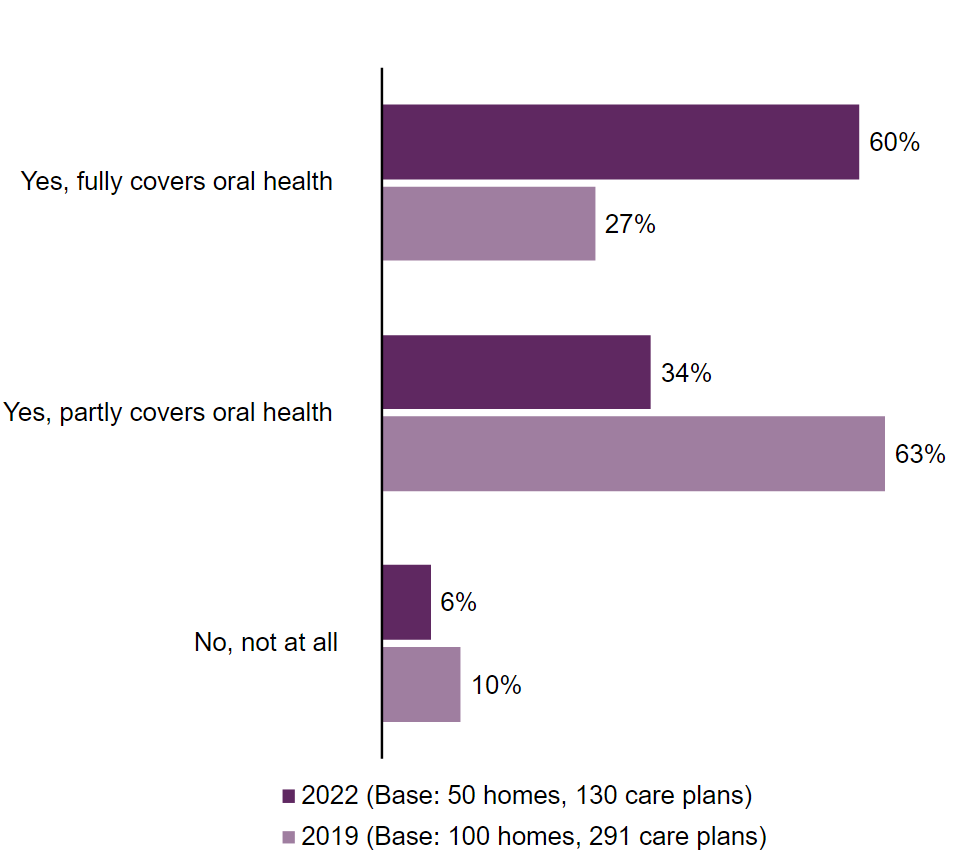 60%
Yes, fully covers oral health
27%
34%
Yes, partly covers oral health
63%
6%
No, not at all
10%
2022 (Base: 50 homes, 130 care plans)
2019 (Base: 100 homes, 291 care plans)